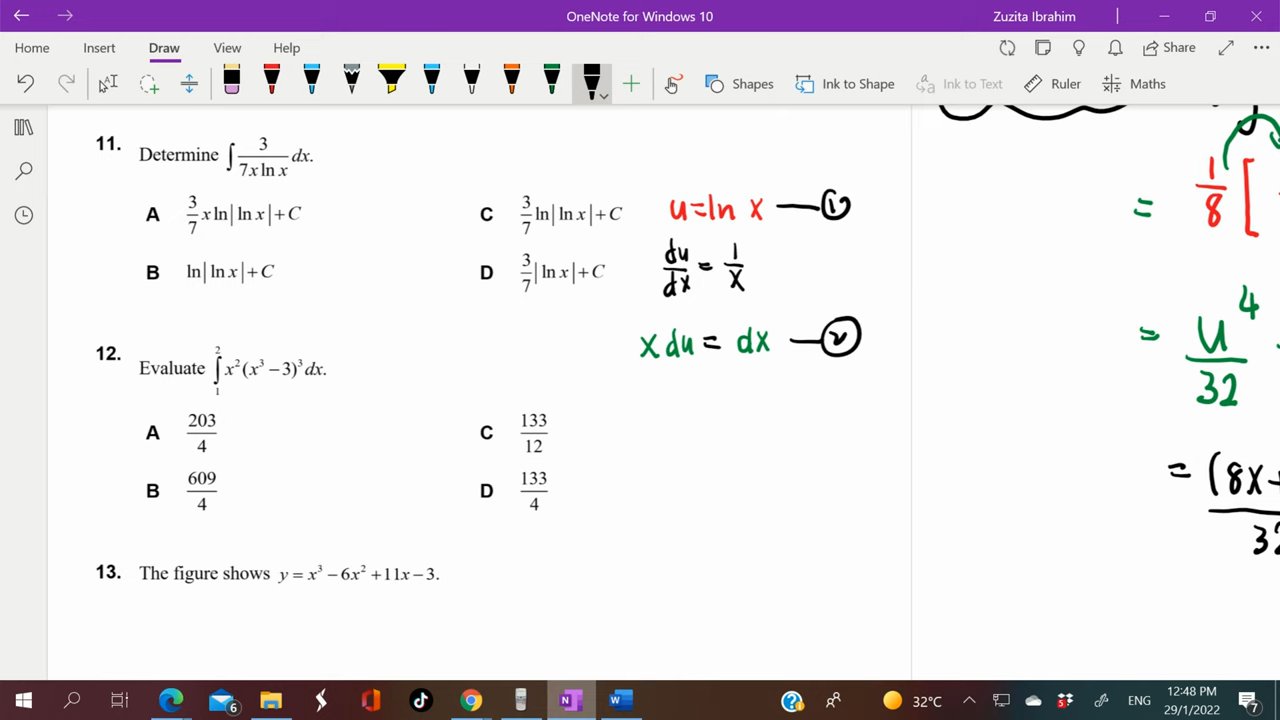 OneNote for Windows 10
Zuzita Ibrahim
Home Insert Draw View Help
Share
Shapes Ink to Shape Ink to Text Ruler Maths
11. Determine ∫ 3/(7x ln x) dx.
A 3/7 x ln| ln x| + C
C 3/7 ln| ln x| + C
B ln| ln x| + C
D 3/7 | ln x| + C
u = ln x — ①
du/dx = 1/x
x du = dx — ②
12. Evaluate ∫₁² x²(x³ − 3)³ dx.
A 203/4
C 133/12
B 609/4
D 133/4
13. The figure shows y = x³ − 6x² + 11x − 3.
= 1/8 [
= u⁴/32
= (8x+
32
6
S
32°C
ENG
12:48 PM
29/1/2022
7